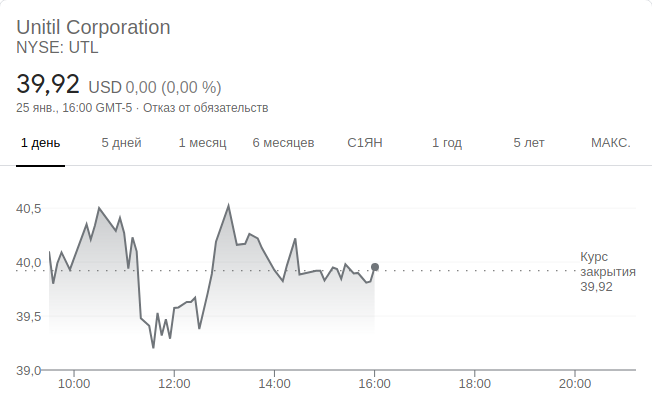 Unitil Corporation
NYSE: UTL
39,92 USD 0,00 (0,00 %)
25 янв., 16:00 GMT-5 · Отказ от обязательств
1 день 5 дней 1 месяц 6 месяцев С1ЯН 1 год 5 лет МАКС.
40,5
40,0
39,5
39,0
Курс
закрытия
39,92
10:00 12:00 14:00 16:00 18:00 20:00